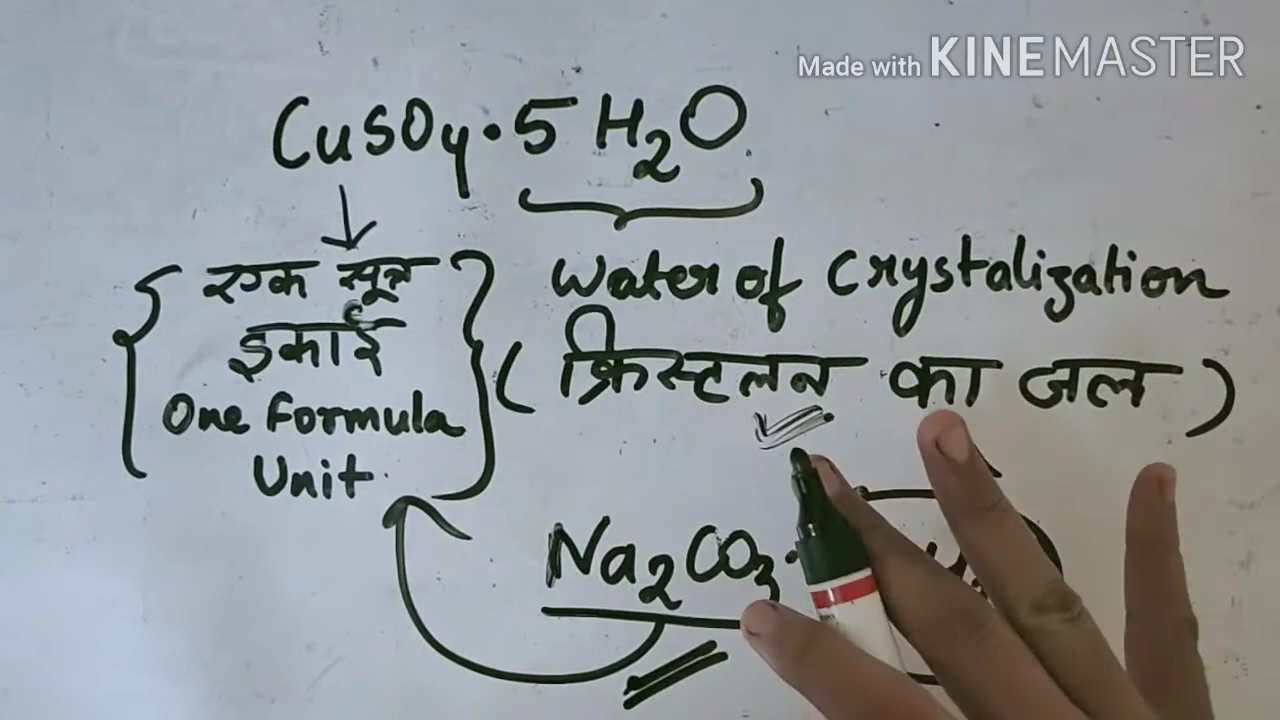 Made with KINEMASTER
CuSO4·5H2O
एक सूत्र
इकाई
One Formula
Unit
Water of Crystalization
(क्रिस्टलन का जल)
Na2CO3·